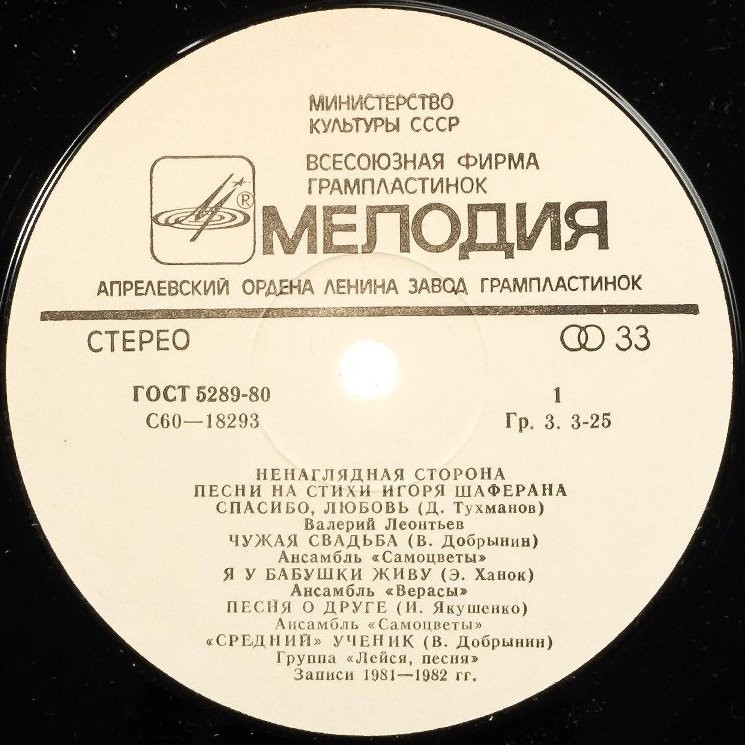 МИНИСТЕРСТВО
КУЛЬТУРЫ СССР
ВСЕСОЮЗНАЯ ФИРМА
ГРАМПЛАСТИНОК
®
МЕЛОДИЯ
АПРЕЛЕВСКИЙ ОРДЕНА ЛЕНИНА ЗАВОД ГРАМПЛАСТИНОК
СТЕРЕО 33
ГОСТ 5289-80 1
С60—18293 Гр. 3. 3-25
НЕНАГЛЯДНАЯ СТОРОНА
ПЕСНИ НА СТИХИ ИГОРЯ ШАФЕРАНА
СПАСИБО, ЛЮБОВЬ (Д. Тухманов)
Валерий Леонтьев
ЧУЖАЯ СВАДЬБА (В. Добрынин)
Ансамбль «Самоцветы»
Я У БАБУШКИ ЖИВУ (Э. Ханок)
Ансамбль «Верасы»
ПЕСНЯ О ДРУГЕ (И. Якушенко)
Ансамбль «Самоцветы»
«СРЕДНИЙ» УЧЕНИК (В. Добрынин)
Группа «Лейся, песня»
Записи 1981—1982 гг.